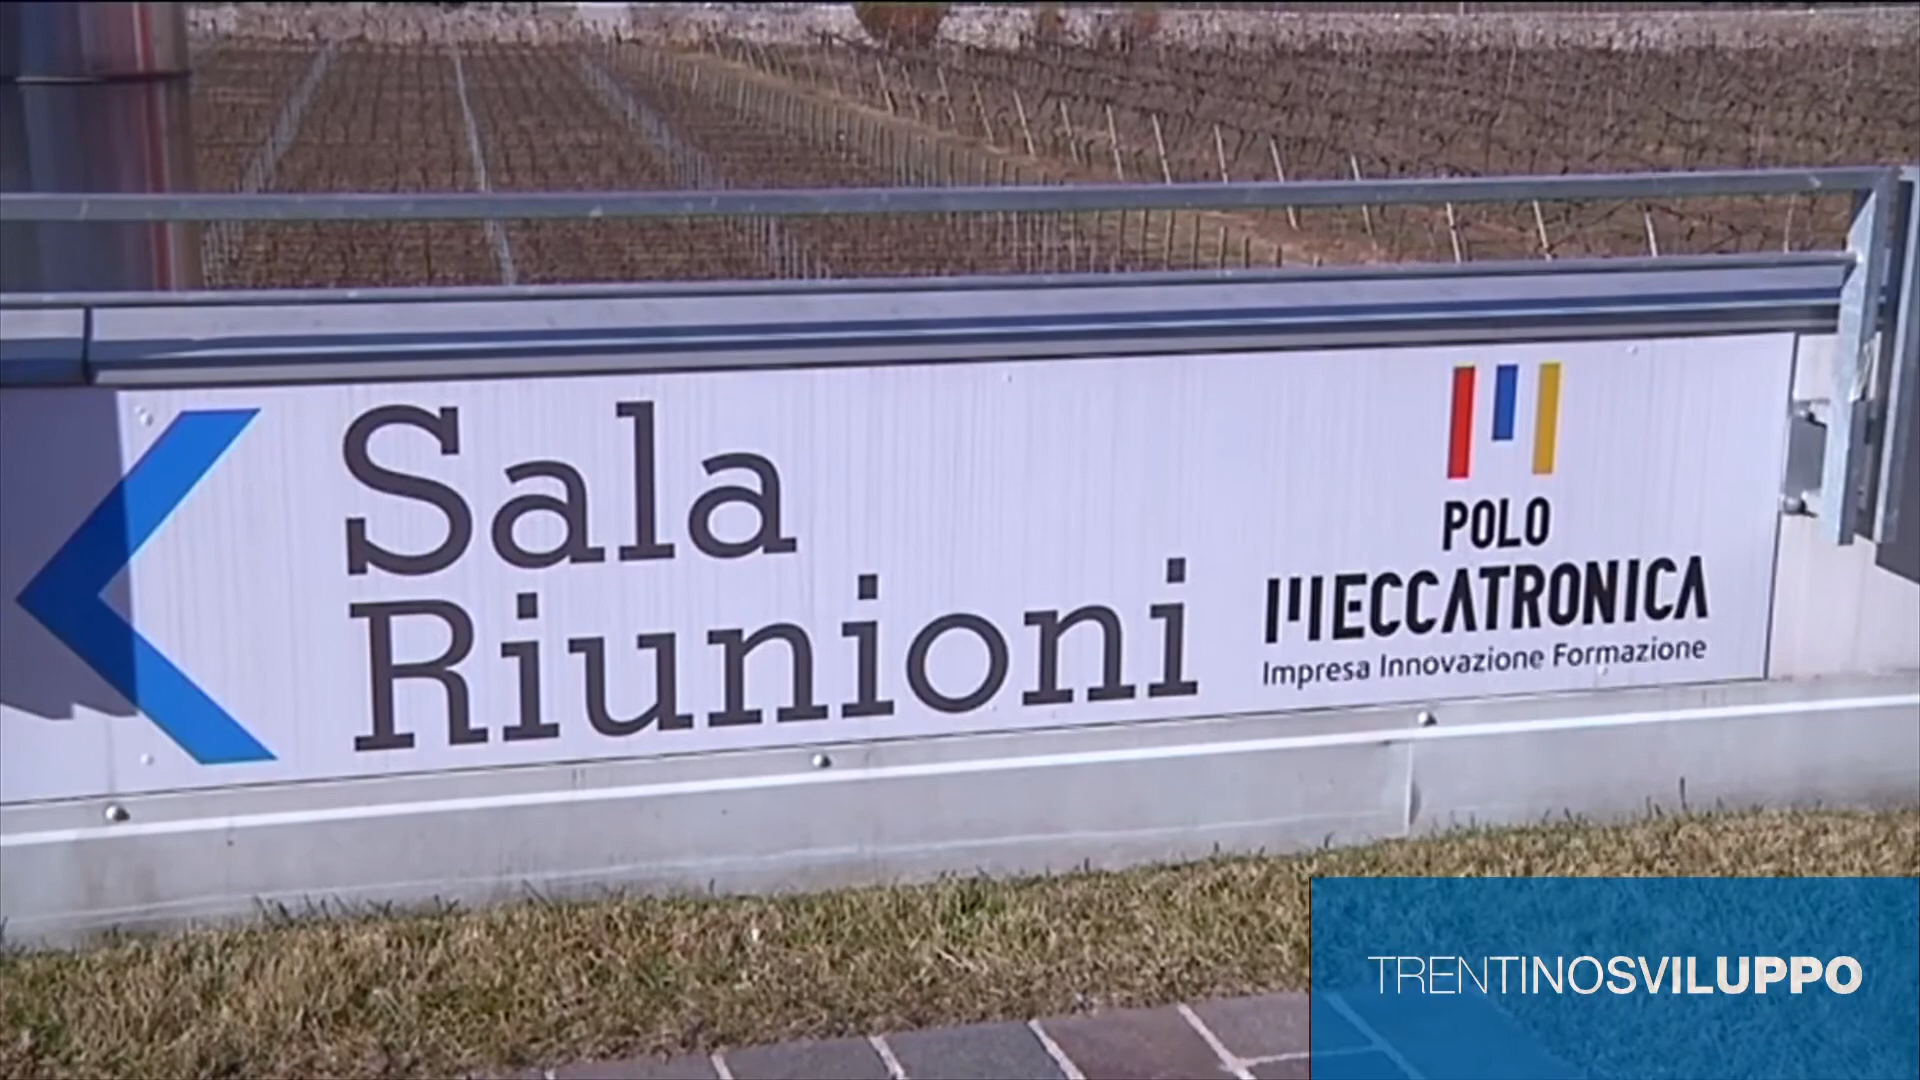 Sala
Riunioni
POLO
MECCATRONICA
Impresa Innovazione Formazione
TRENTINOSVILUPPO